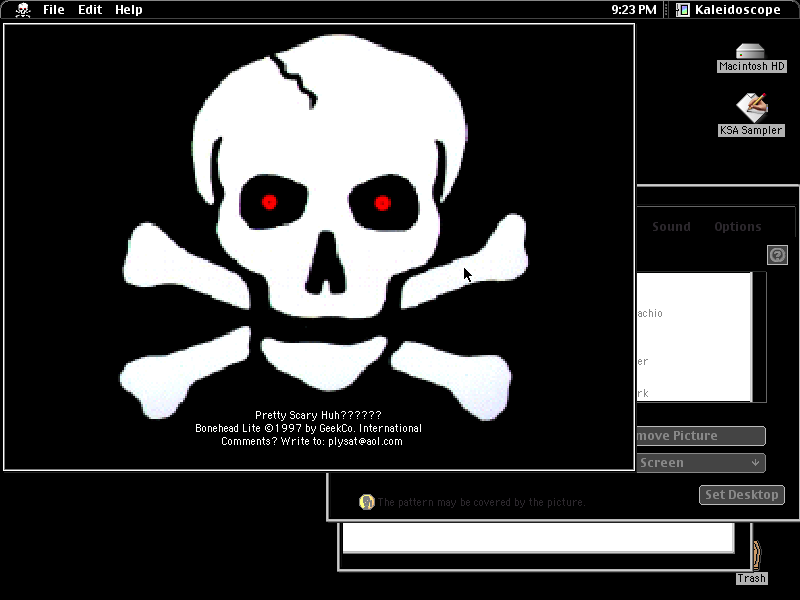 File Edit Help
9:23 PM
Kaleidoscope
Macintosh HD
KSA Sampler
Sound Options
achio
er
rk
move Picture
Screen
Set Desktop
The pattern may be covered by the picture.
Pretty Scary Huh??????
Bonehead Lite ©1997 by GeekCo. International
Comments? Write to: plysat@aol.com
Trash